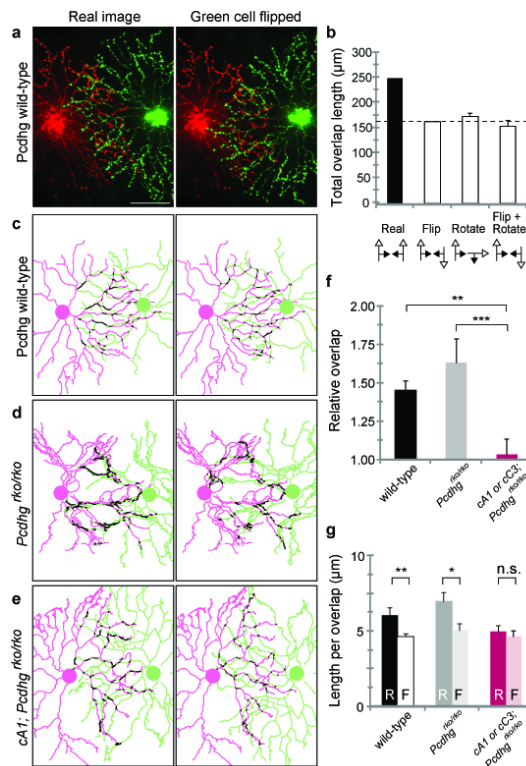 Real image
Green cell flipped
a
Pcdhg wild-type
b
Total overlap length (µm)
300
250
200
150
100
50
0
Real
Flip
Rotate
Flip +
Rotate
c
Pcdhg wild-type
d
Pcdhg rko/rko
e
cA1; Pcdhg rko/rko
f
Relative overlap
2.00
1.75
1.50
1.25
1.00
**
***
wild-type
Pcdhg rko/rko
cA1 or cC3;
Pcdhg rko/rko
g
Length per overlap (µm)
10
5
0
**
*
n.s.
R F
R F
R F
wild-type
Pcdhg rko/rko
cA1 or cC3;
Pcdhg rko/rko